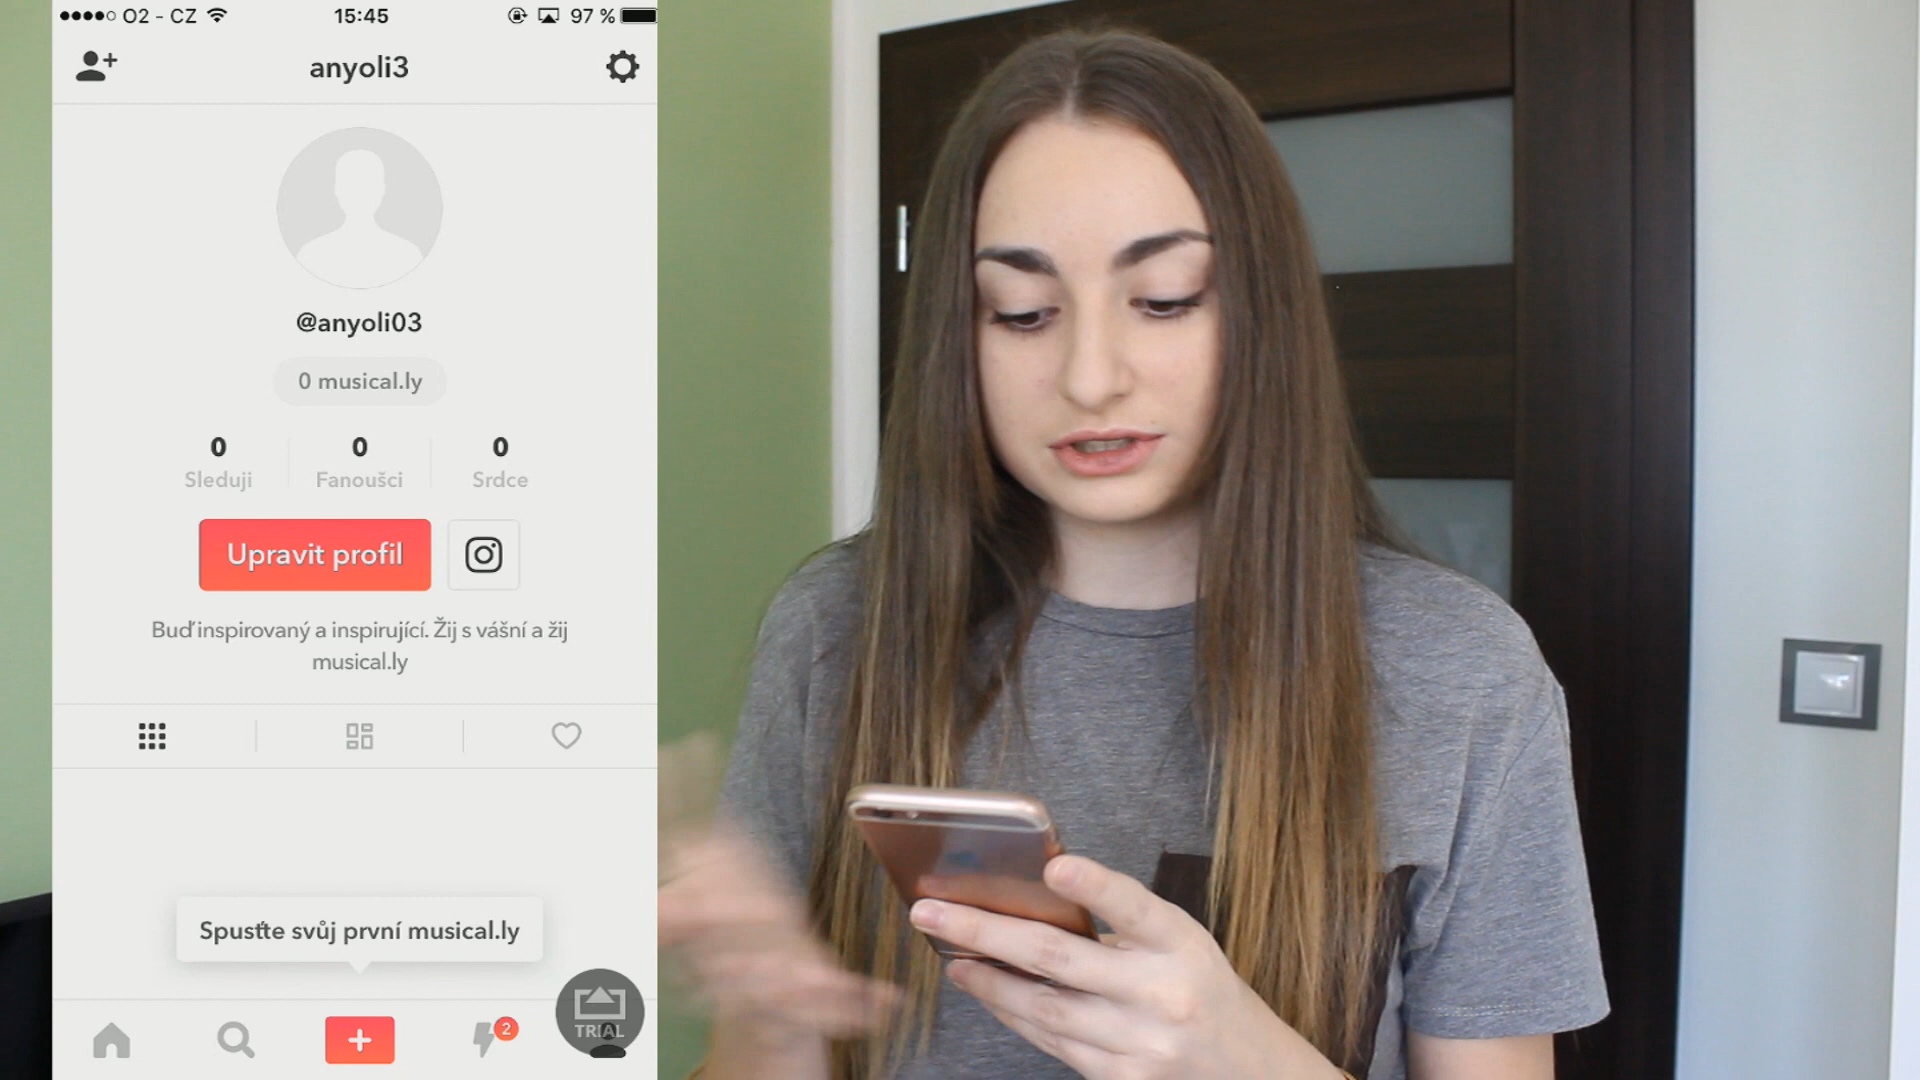 O2 - CZ 15:45 97 %
anyoli3
@anyoli03
0 musical.ly
0 0 0
Sleduji Fanoušci Srdce
Upravit profil
Buď inspirovaný a inspirující. Žij s vášní a žij
musical.ly
Spusťte svůj první musical.ly
2
TRIAL